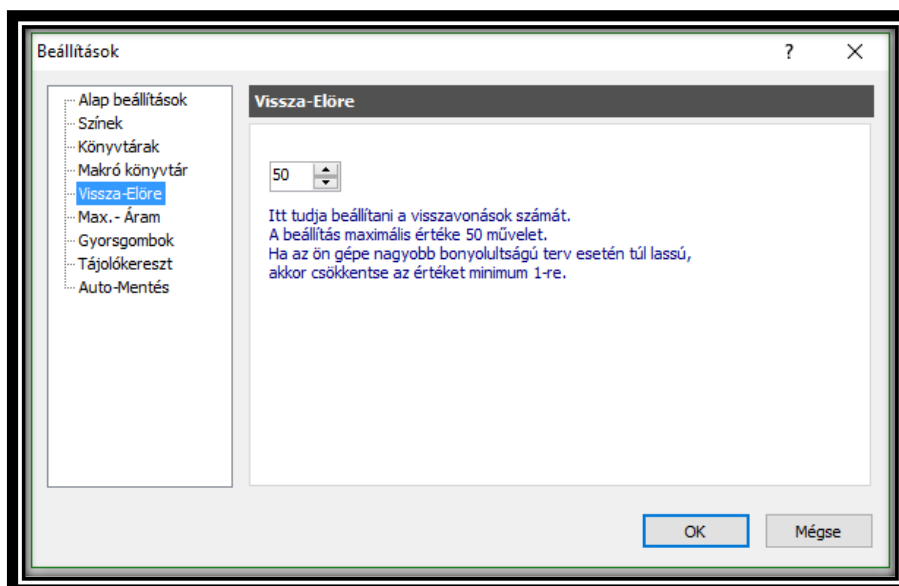 Beállítások
Alap beállítások
Színek
Könyvtárak
Makró könyvtár
Vissza-Elöre
Max.- Áram
Gyorsgombok
Tájolókereszt
Auto-Mentés
Vissza-Elöre
50
Itt tudja beállítani a visszavonások számát.
A beállítás maximális értéke 50 művelet.
Ha az ön gépe nagyobb bonyolultságú terv esetén túl lassú,
akkor csökkentse az értéket minimum 1-re.
OK
Mégse